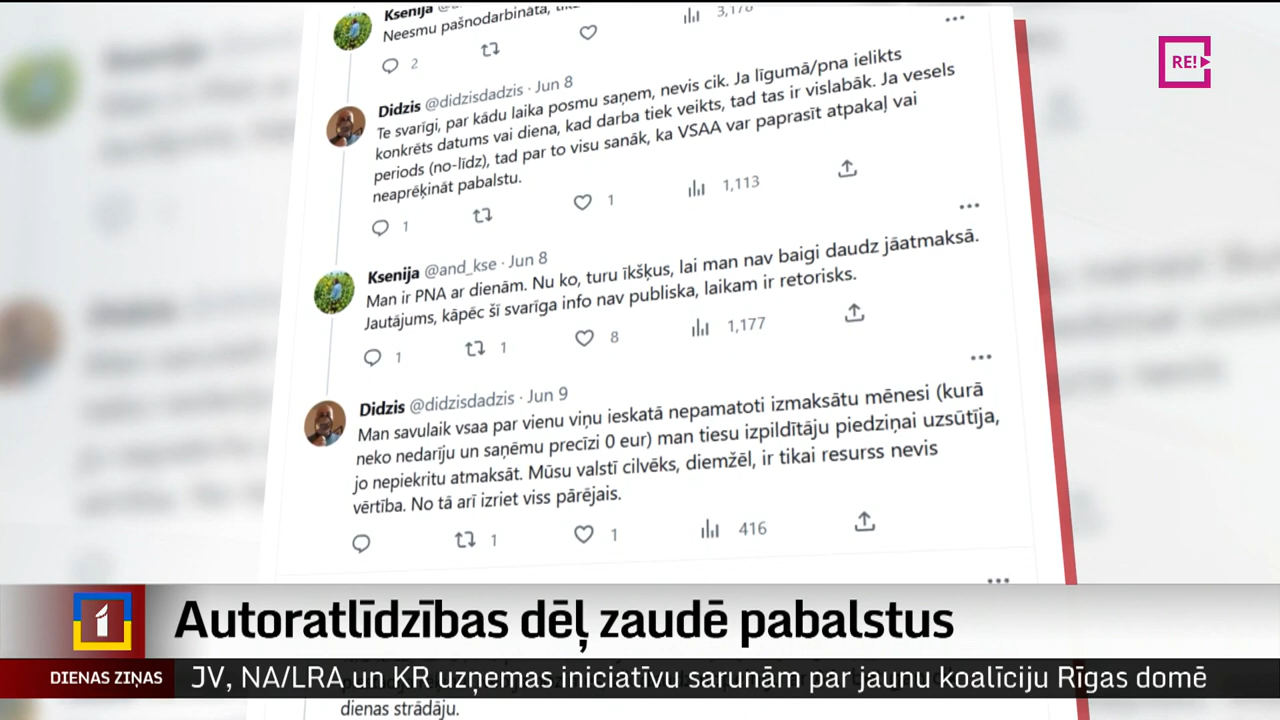 Ksenija
Neesmu pašnodarbināta,
2
3,176
Didzis @didzisdadzis · Jun 8
Te svarīgi, par kādu laika posmu saņem, nevis cik. Ja līgumā/pna ielikts
konkrēts datums vai diena, kad darba tiek veikts, tad tas ir vislabāk. Ja vesels
periods (no-līdz), tad par to visu sanāk, ka VSAA var paprasīt atpakaļ vai
neaprēķināt pabalstu.
1
1
1,113
Ksenija @and_kse · Jun 8
Man ir PNA ar dienām. Nu ko, turu īkšķus, lai man nav baigi daudz jāatmaksā.
Jautājums, kāpēc šī svarīga info nav publiska, laikam ir retorisks.
1
1
8
1,177
Didzis @didzisdadzis · Jun 9
Man savulaik vsaa par vienu viņu ieskatā nepamatoti izmaksātu mēnesi (kurā
neko nedarīju un saņēmu precīzi 0 eur) man tiesu izpildītāju piedziņai uzsūtīja,
jo nepiekritu atmaksāt. Mūsu valstī cilvēks, diemžēl, ir tikai resurss nevis
vērtība. No tā arī izriet viss pārējais.
1
1
416
RE!
1
Autoratlīdzības dēļ zaudē pabalstus
DIENAS ZIŅAS
JV, NA/LRA un KR uzņemas iniciatīvu sarunām par jaunu koalīciju Rīgas domē
dienas strādāju.